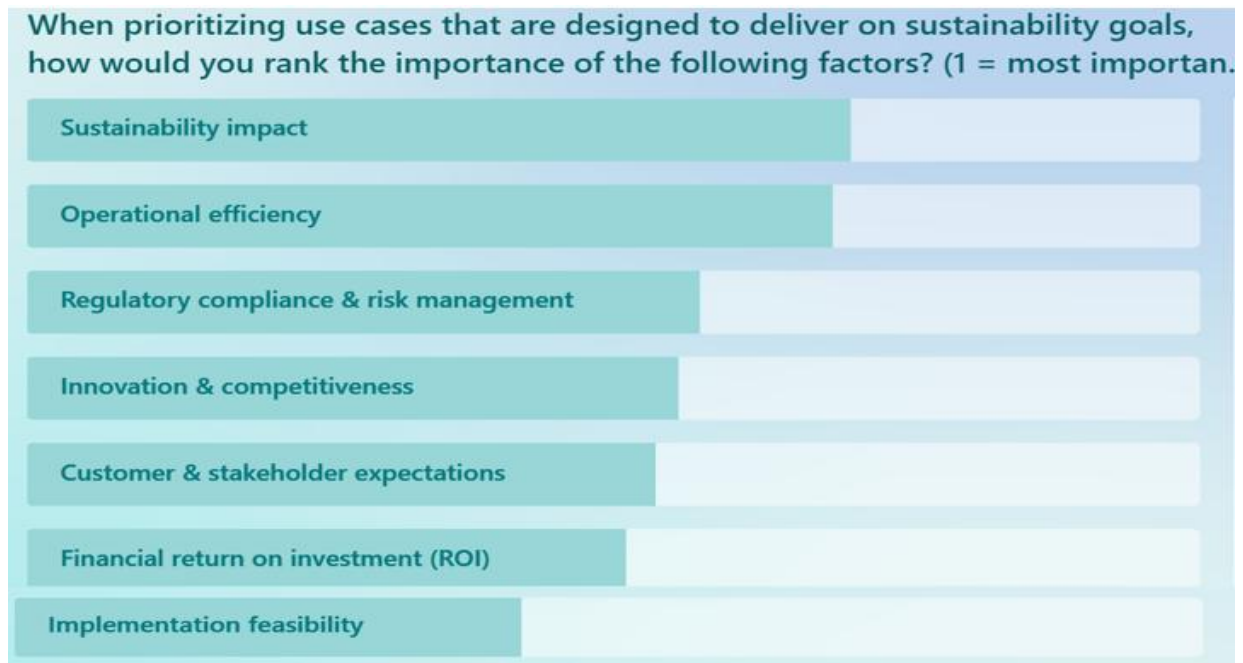 When prioritizing use cases that are designed to deliver on sustainability goals,
how would you rank the importance of the following factors? (1 = most importan.
Sustainability impact
Operational efficiency
Regulatory compliance & risk management
Innovation & competitiveness
Customer & stakeholder expectations
Financial return on investment (ROI)
Implementation feasibility